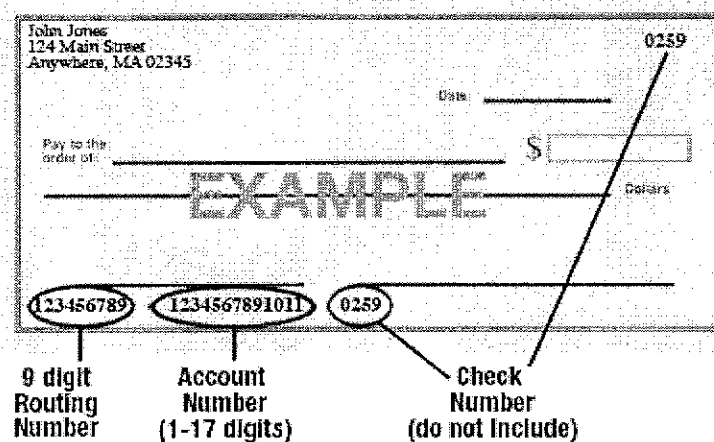 John Jones
124 Main Street
Anywhere, MA 02345
0259
Date
Pay to the
order of:
$
EXAMPLE
Dollars
123456789 1234567891011 0259
9 digit
Routing
Number
Account
Number
(1-17 digits)
Check
Number
(do not include)